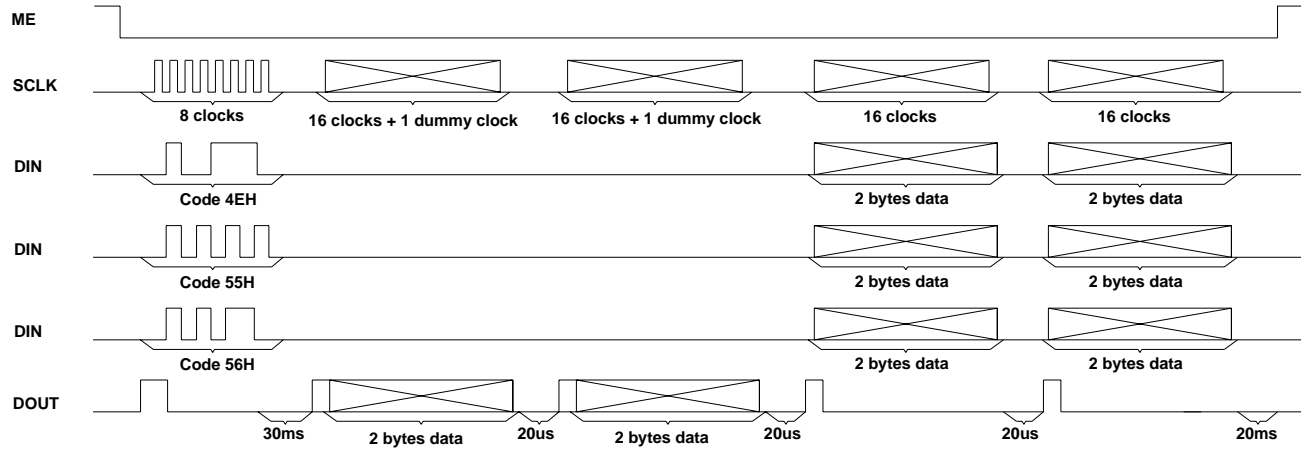 ME
SCLK
8 clocks
16 clocks + 1 dummy clock
16 clocks + 1 dummy clock
16 clocks
16 clocks
DIN
Code 4EH
2 bytes data
2 bytes data
DIN
Code 55H
2 bytes data
2 bytes data
DIN
Code 56H
2 bytes data
2 bytes data
DOUT
30ms
2 bytes data
20us
2 bytes data
20us
20us
20ms